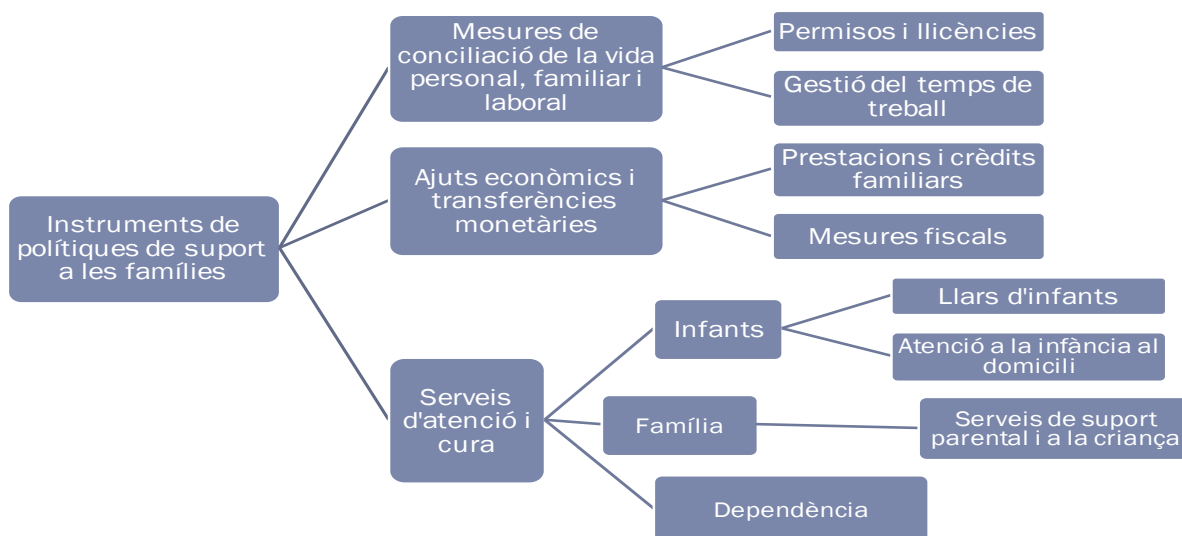 Instruments de
polítiques de suport
a les famílies
Mesures de
conciliació de la vida
personal, familiar i
laboral
Permisos i llicències
Gestió del temps de
treball
Ajuts econòmics i
transferències
monetàries
Prestacions i crèdits
familiars
Mesures fiscals
Serveis
d'atenció i
cura
Infants
Llars d'infants
Atenció a la infància al
domicili
Família
Serveis de suport
parental i a la criança
Dependència